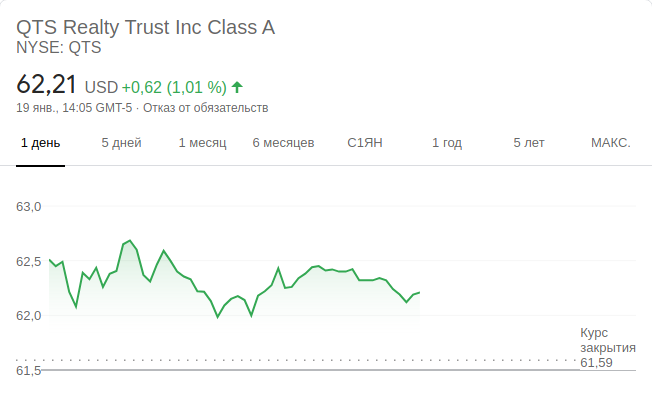 QTS Realty Trust Inc Class A
NYSE: QTS
62,21 USD +0,62 (1,01 %)
19 янв., 14:05 GMT-5 · Отказ от обязательств
1 день 5 дней 1 месяц 6 месяцев С1ЯН 1 год 5 лет МАКС.
63,0
62,5
62,0
Курс
закрытия
61,59
61,5